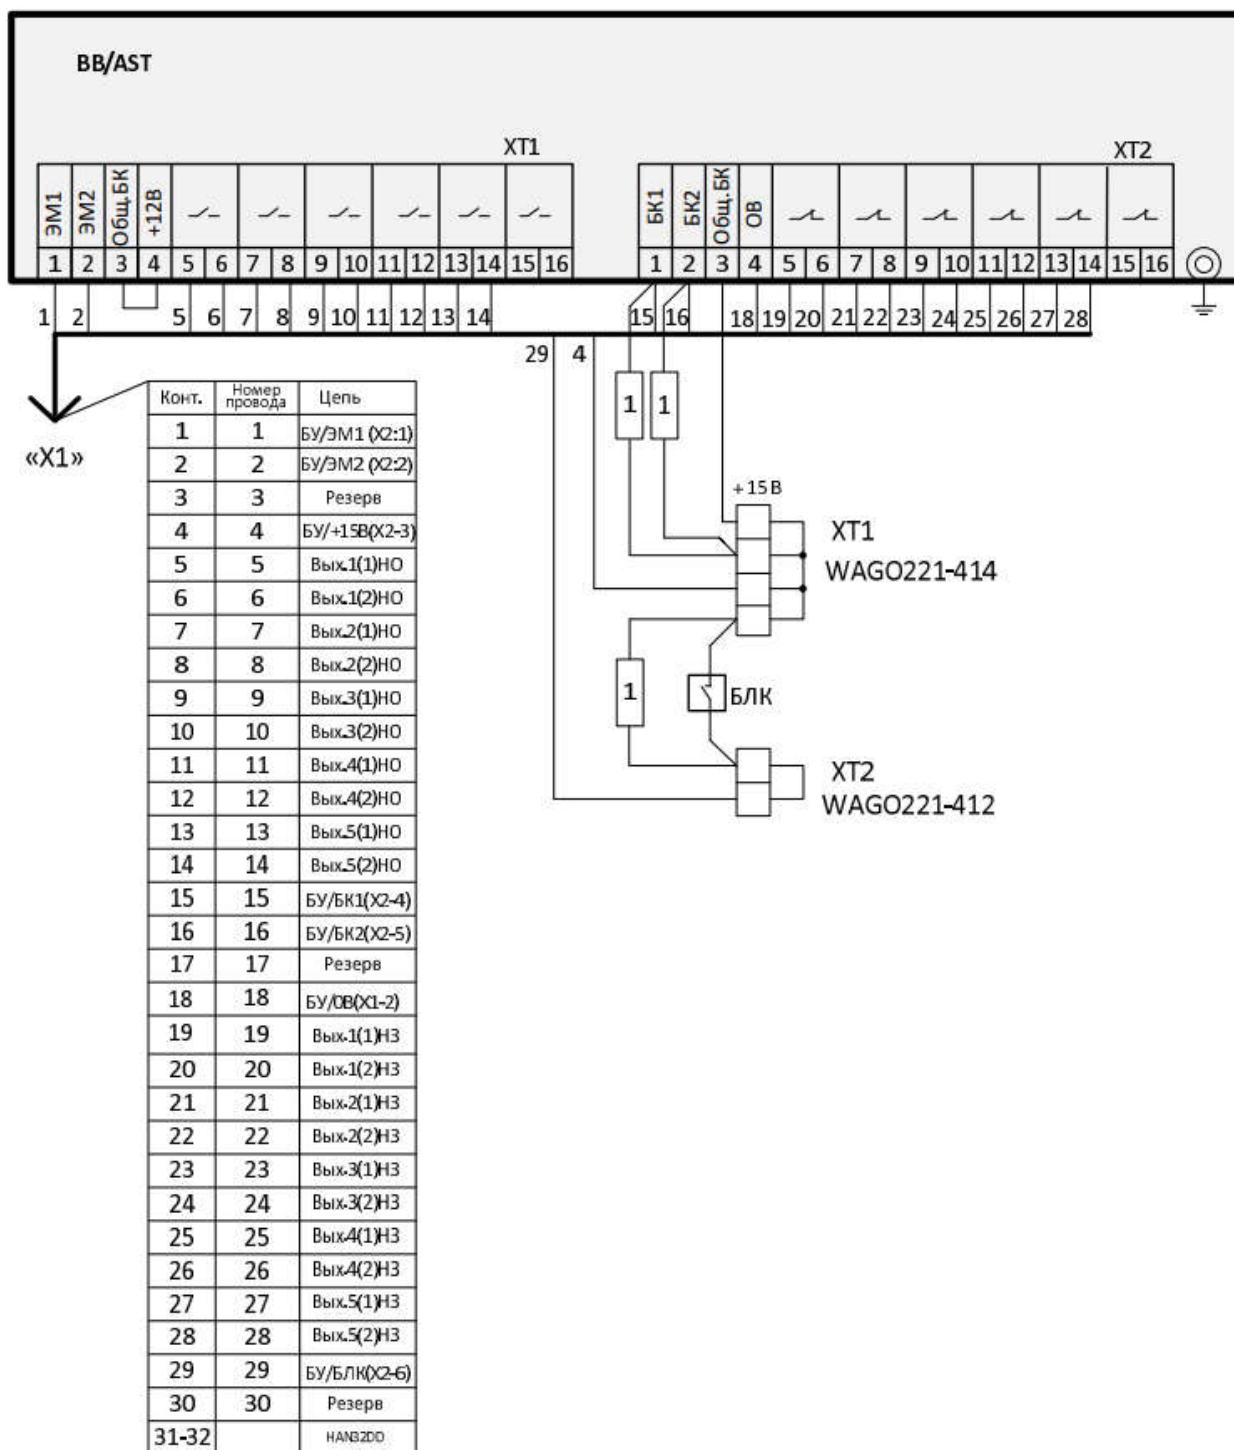 BB/AST
XT1
XT2
ЭМ1 ЭМ2 Общ.БК +12В
БК1 БК2 Общ.БК ОВ
1 2 3 4 5 6 7 8 9 10 11 12 13 14 15 16
1 2 3 4 5 6 7 8 9 10 11 12 13 14 15 16
1 2 5 6 7 8 9 10 11 12 13 14
15 16 18 19 20 21 22 23 24 25 26 27 28
29 4
«X1»
Конт. Номер провода Цепь
1 1 БУ/ЭМ1 (X2:1)
2 2 БУ/ЭМ2 (X2:2)
3 3 Резерв
4 4 БУ/+15В(X2-3)
5 5 Вых.1(1)НО
6 6 Вых.1(2)НО
7 7 Вых.2(1)НО
8 8 Вых.2(2)НО
9 9 Вых.3(1)НО
10 10 Вых.3(2)НО
11 11 Вых.4(1)НО
12 12 Вых.4(2)НО
13 13 Вых.5(1)НО
14 14 Вых.5(2)НО
15 15 БУ/БК1(X2-4)
16 16 БУ/БК2(X2-5)
17 17 Резерв
18 18 БУ/0В(X1-2)
19 19 Вых.1(1)НЗ
20 20 Вых.1(2)НЗ
21 21 Вых.2(1)НЗ
22 22 Вых.2(2)НЗ
23 23 Вых.3(1)НЗ
24 24 Вых.3(2)НЗ
25 25 Вых.4(1)НЗ
26 26 Вых.4(2)НЗ
27 27 Вых.5(1)НЗ
28 28 Вых.5(2)НЗ
29 29 БУ/БЛК(X2-6)
30 30 Резерв
31-32 HAN32DD
1 1
+15В
XT1
WAGO221-414
1
БЛК
XT2
WAGO221-412